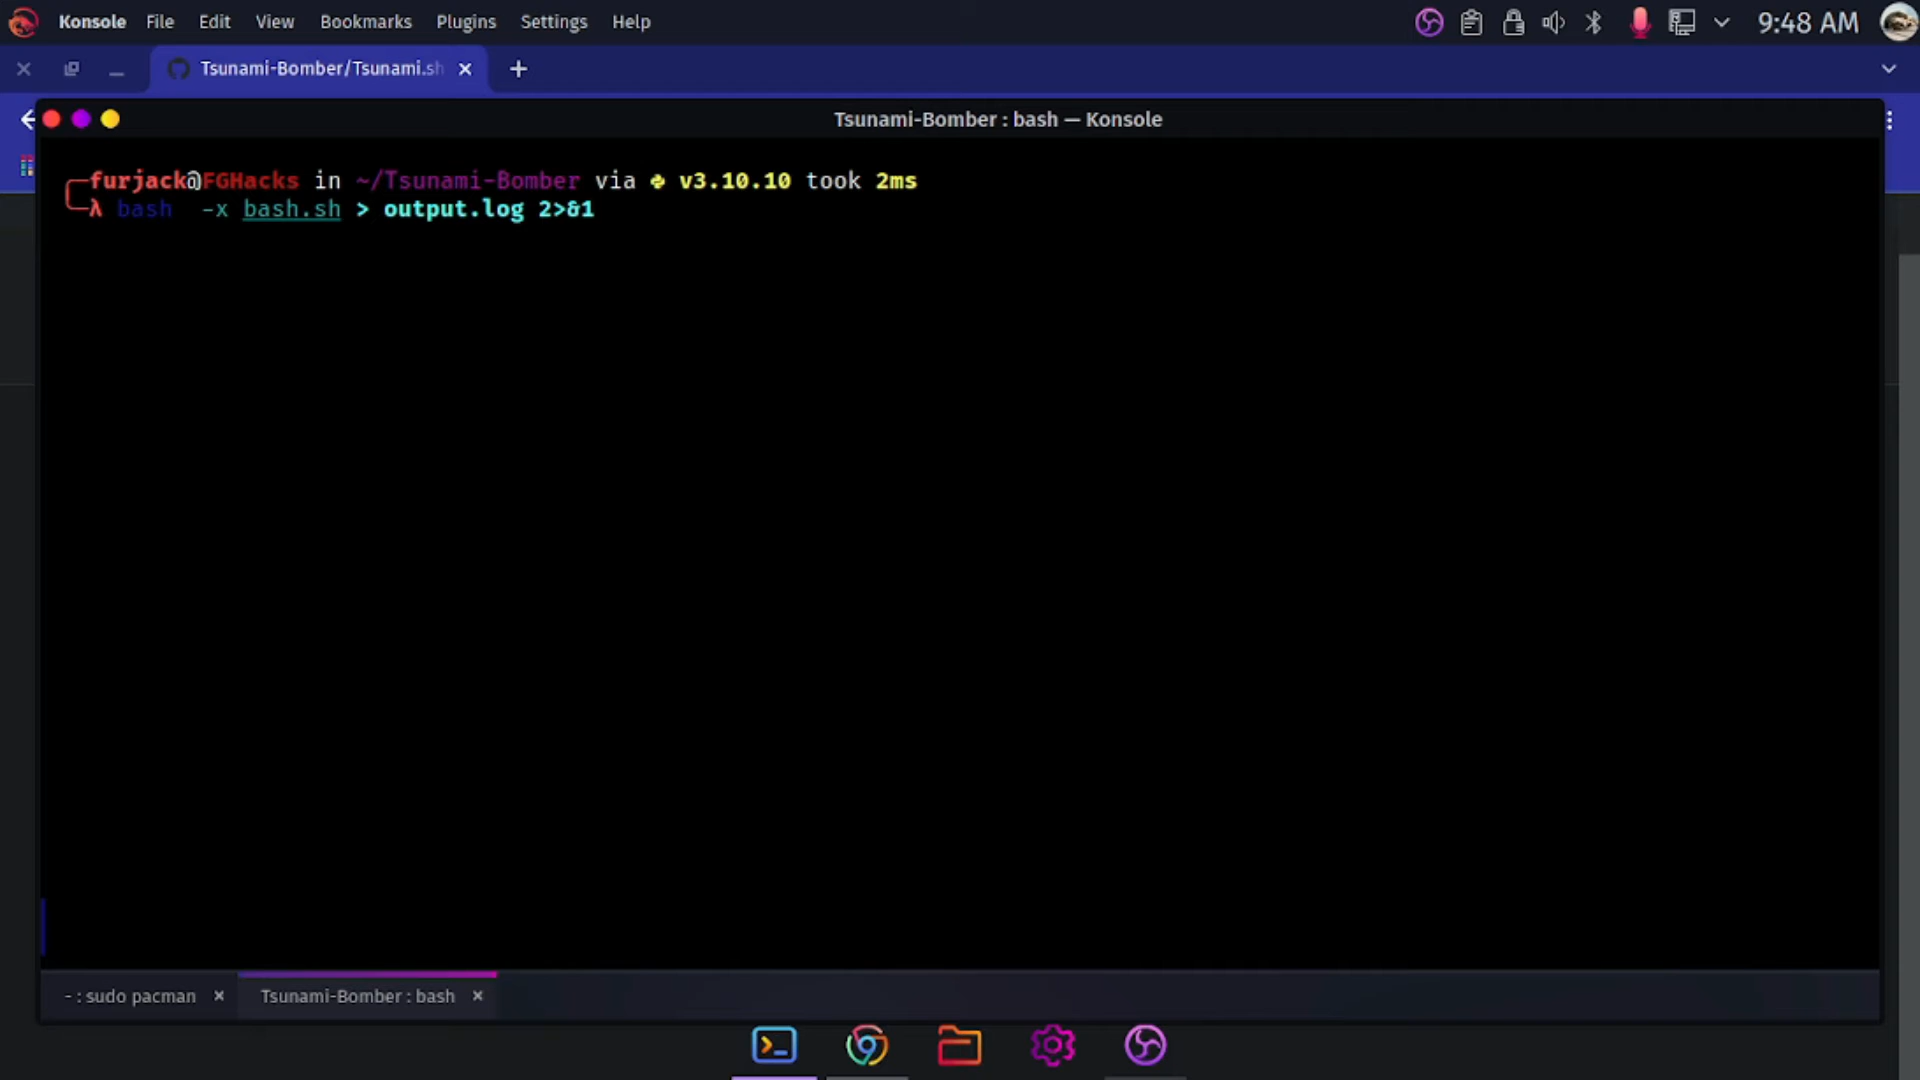 Konsole File Edit View Bookmarks Plugins Settings Help 9:48 AM
Tsunami-Bomber/Tsunami.sh
Tsunami-Bomber : bash — Konsole
furjack@FGHacks in ~/Tsunami-Bomber via v3.10.10 took 2ms
λ bash -x bash.sh > output.log 2>&1
- : sudo pacman
Tsunami-Bomber : bash